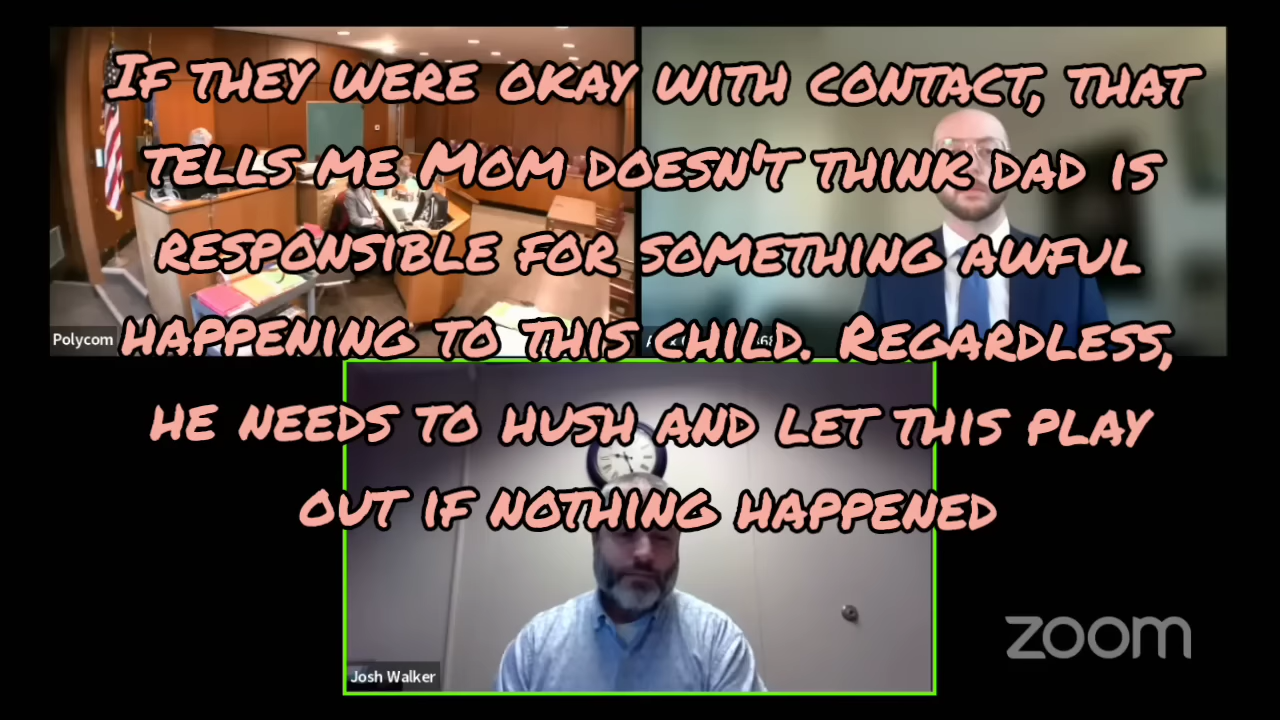 If they were okay with contact, that
tells me Mom doesn't think dad is
responsible for something awful
happening to this child. Regardless,
he needs to hush and let this play
out if nothing happened
Polycom
Josh Walker
zoom